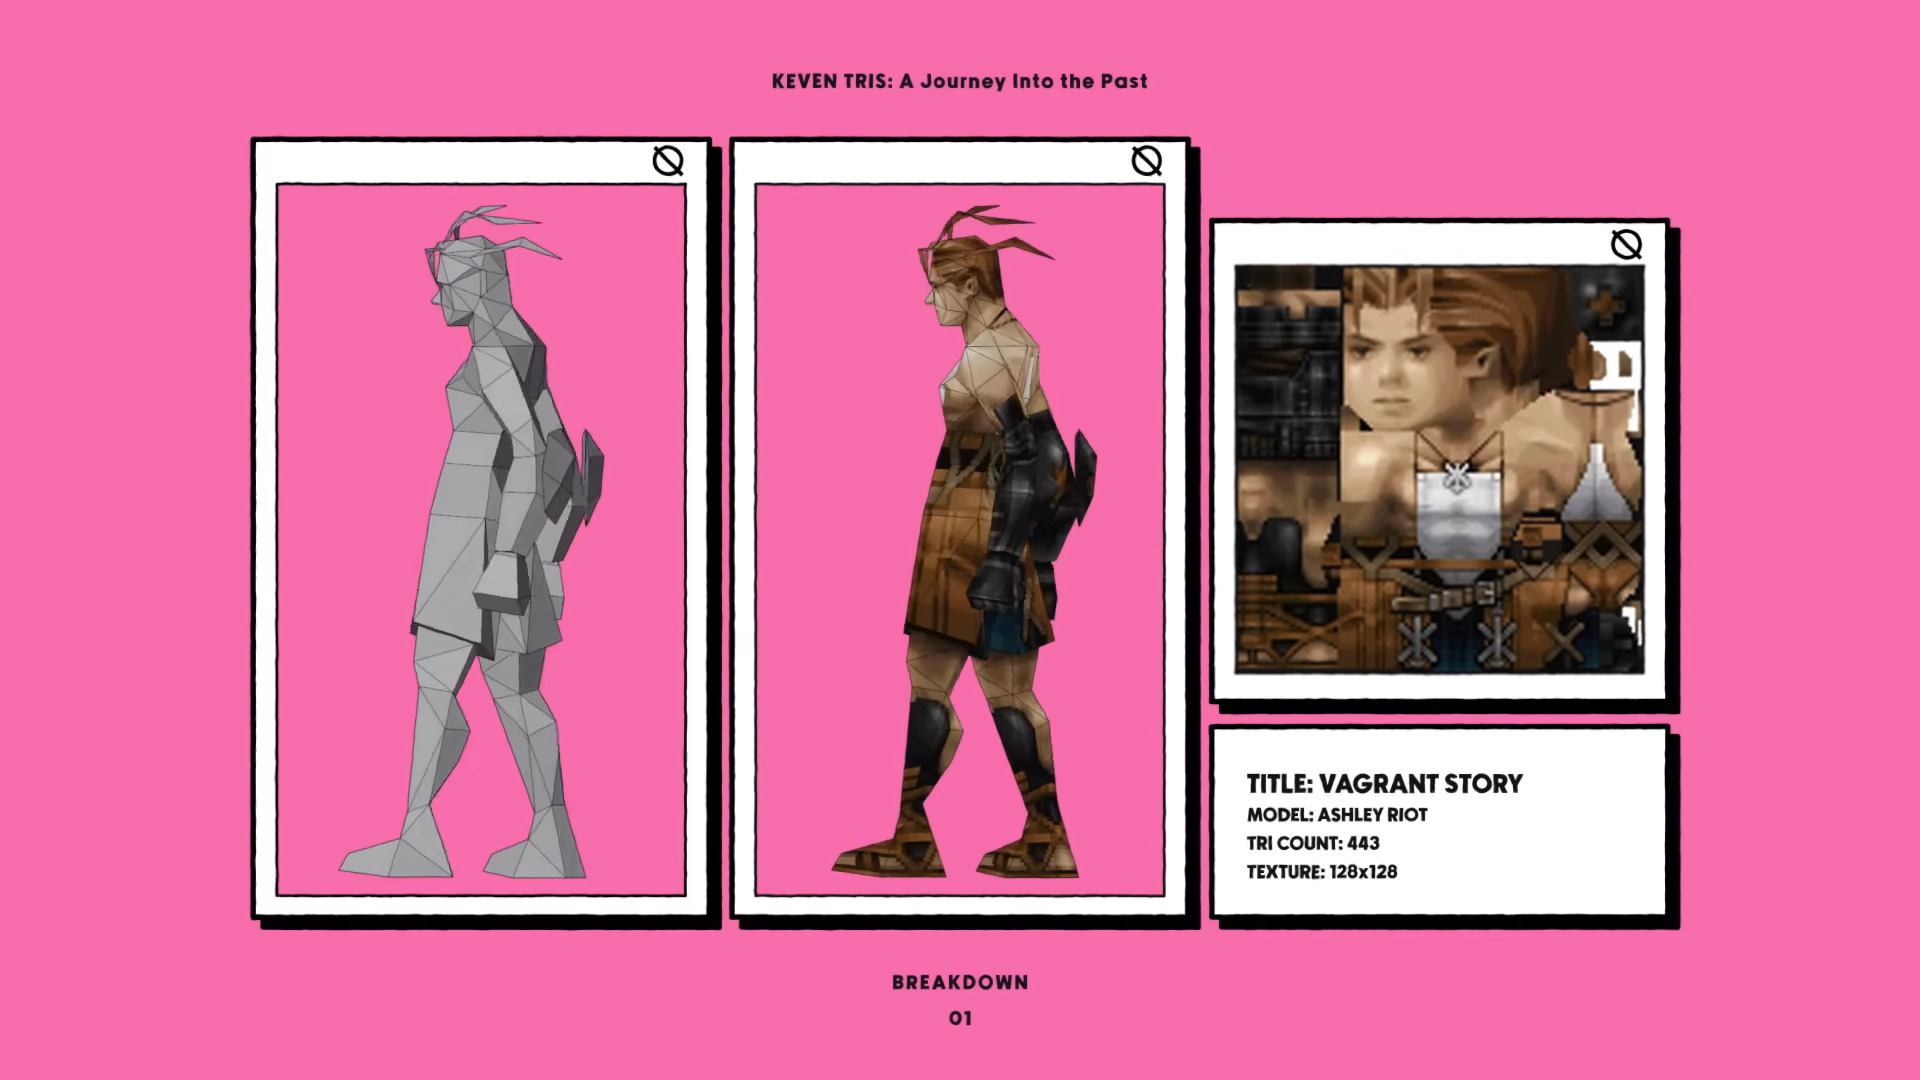 KEVEN TRIS: A Journey Into the Past
TITLE: VAGRANT STORY
MODEL: ASHLEY RIOT
TRI COUNT: 443
TEXTURE: 128x128
BREAKDOWN
01